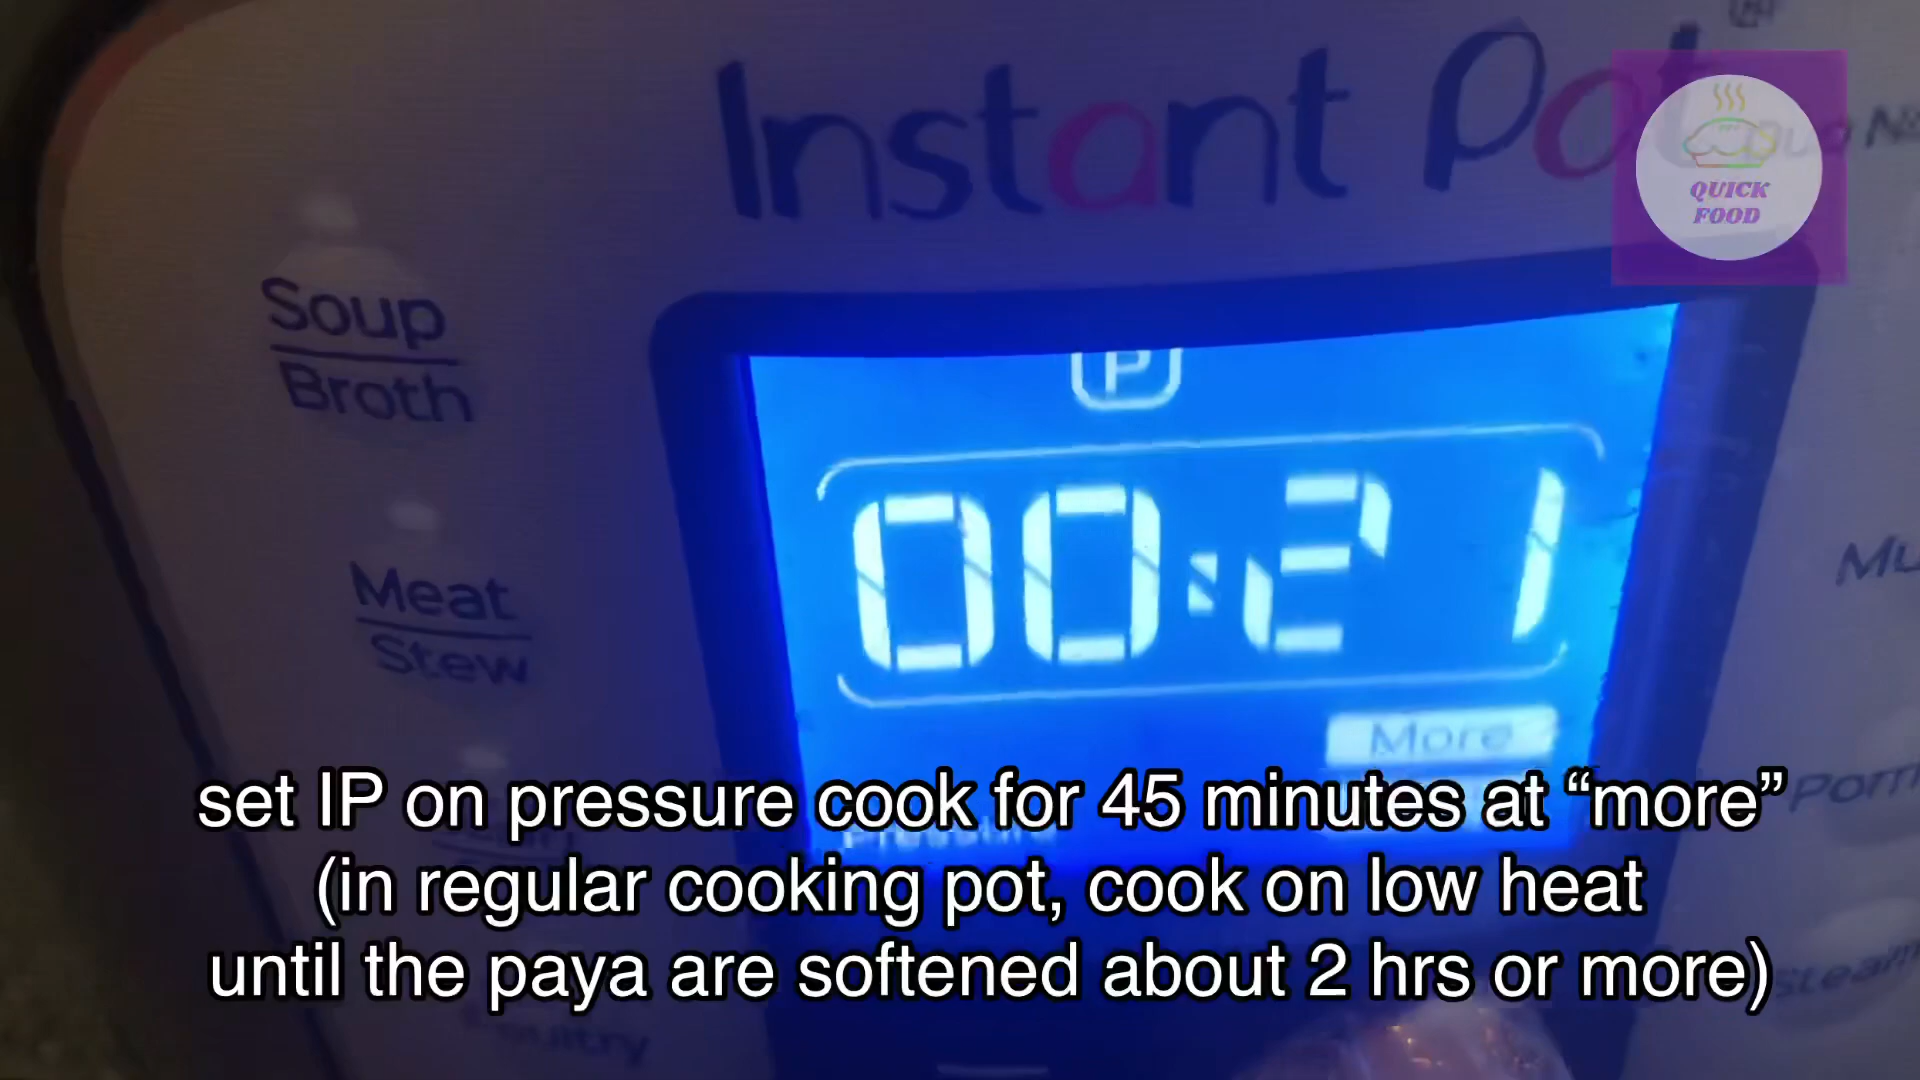 Instant Pot
QUICK
FOOD
Soup
Broth
00:21
Meat
Stew
More
set IP on pressure cook for 45 minutes at “more”
(in regular cooking pot, cook on low heat
until the paya are softened about 2 hrs or more)